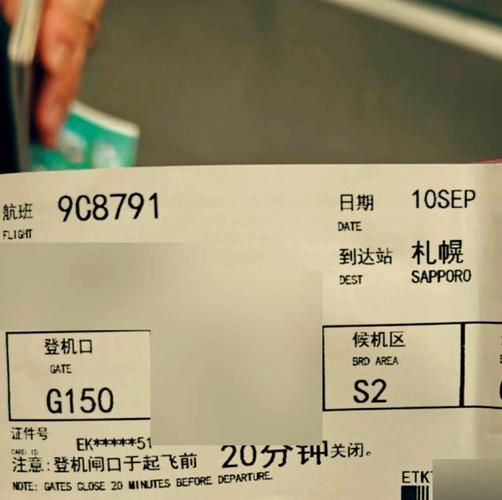 航班 9C8791 日期 10SEP
FLIGHT DATE
到达站 札幌
DEST SAPPORO
登机口 候机区
GATE BRD AREA
G150 S2
证件号 EK*****51
CARD ID
注意:登机闸口于起飞前 20分钟关闭。
NOTE: GATES CLOSE 20 MINUTES BEFORE DEPARTURE.